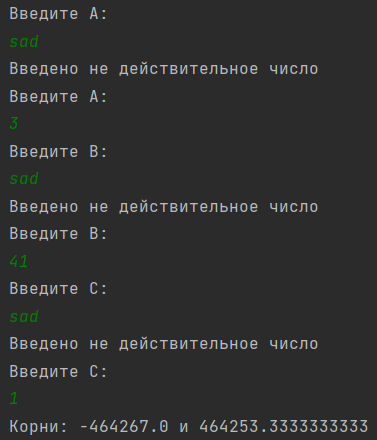 Введите A:
sad
Введено не действительное число
Введите A:
3
Введите B:
sad
Введено не действительное число
Введите B:
41
Введите C:
sad
Введено не действительное число
Введите C:
1
Корни: -464267.0 и 464253.3333333333